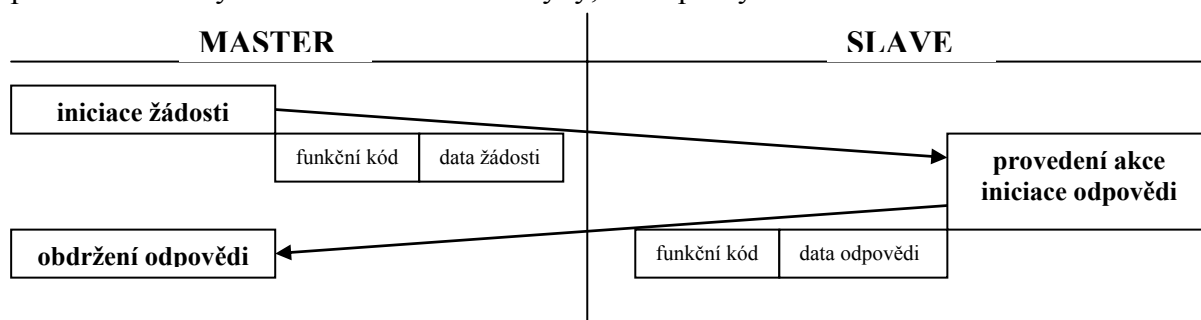 MASTER
SLAVE
iniciace žádosti
funkční kód
data žádosti
provedení akce
iniciace odpovědi
obdržení odpovědi
funkční kód
data odpovědi